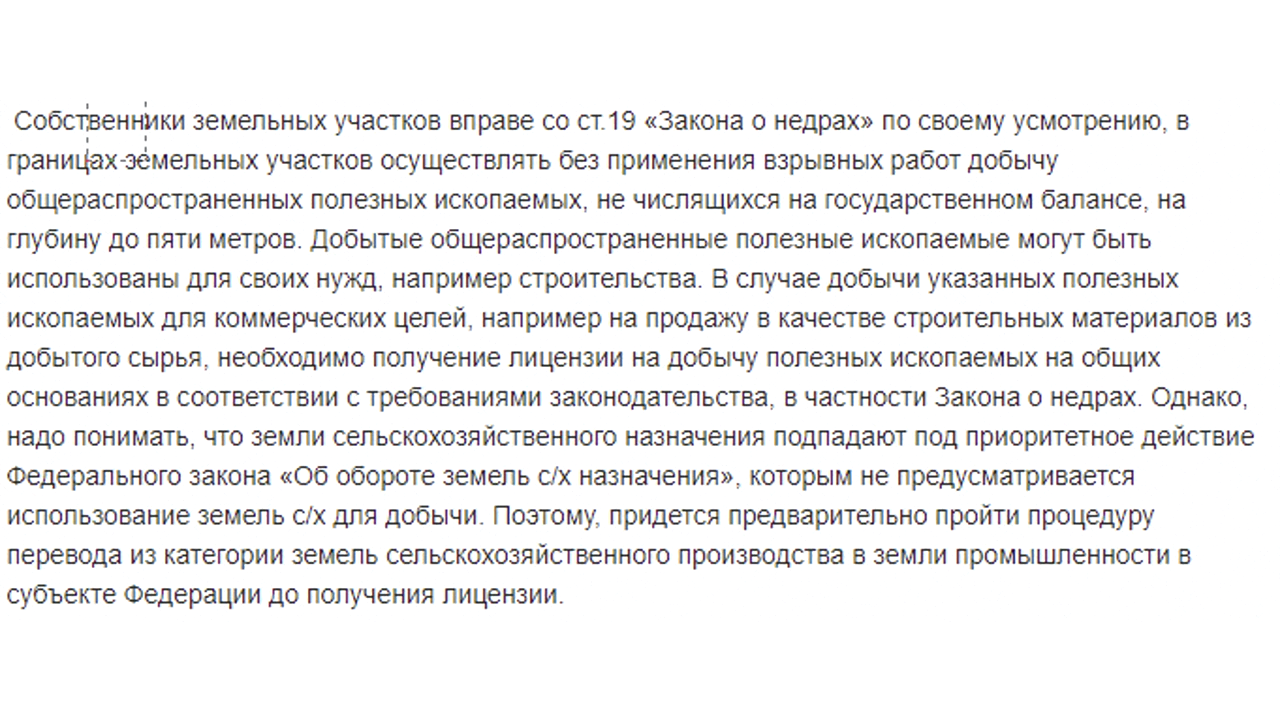 Собственники земельных участков вправе со ст.19 «Закона о недрах» по своему усмотрению, в
границах земельных участков осуществлять без применения взрывных работ добычу
общераспространенных полезных ископаемых, не числящихся на государственном балансе, на
глубину до пяти метров. Добытые общераспространенные полезные ископаемые могут быть
использованы для своих нужд, например строительства. В случае добычи указанных полезных
ископаемых для коммерческих целей, например на продажу в качестве строительных материалов из
добытого сырья, необходимо получение лицензии на добычу полезных ископаемых на общих
основаниях в соответствии с требованиями законодательства, в частности Закона о недрах. Однако,
надо понимать, что земли сельскохозяйственного назначения подпадают под приоритетное действие
Федерального закона «Об обороте земель с/х назначения», которым не предусматривается
использование земель с/х для добычи. Поэтому, придется предварительно пройти процедуру
перевода из категории земель сельскохозяйственного производства в земли промышленности в
субъекте Федерации до получения лицензии.